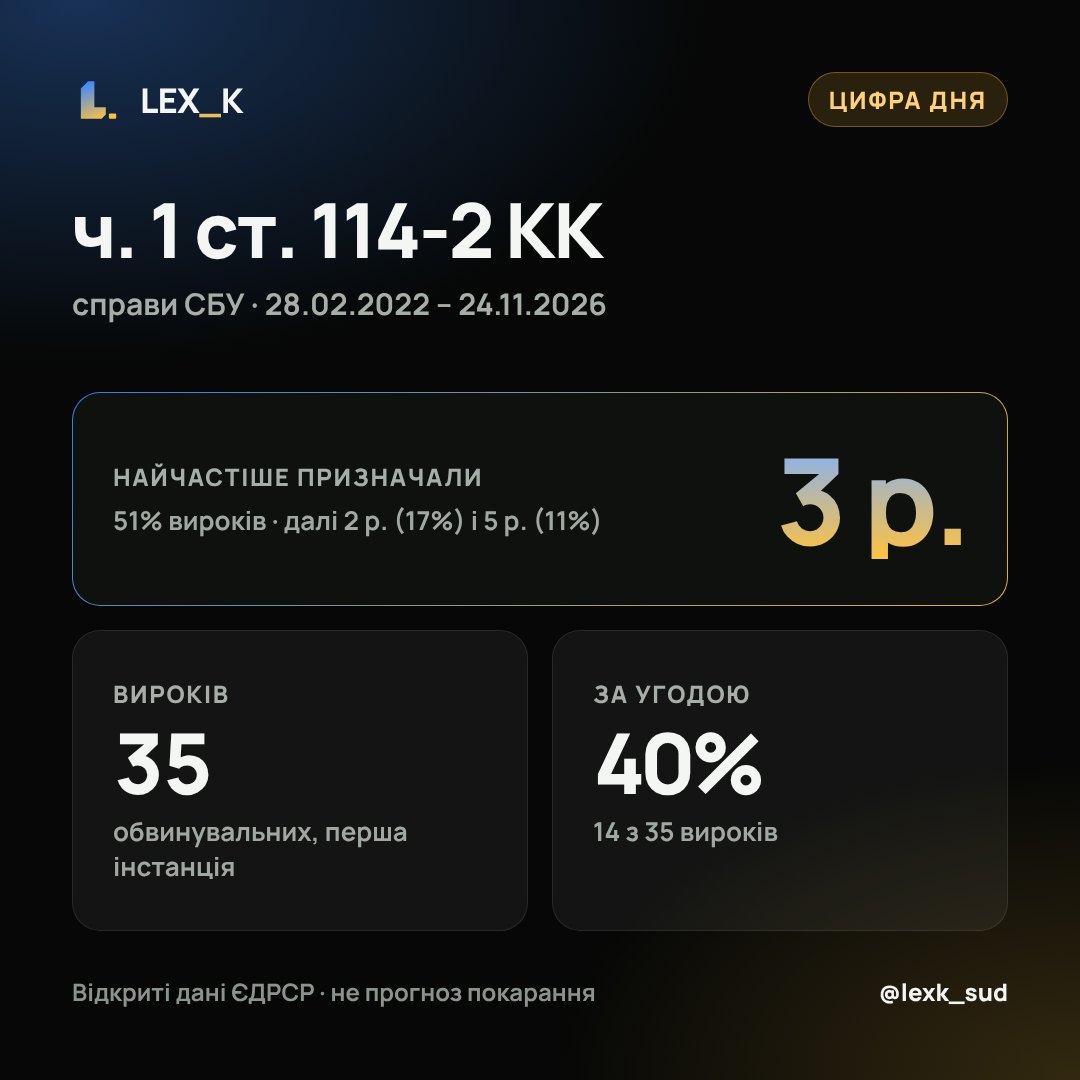 LEX_K
ЦИФРА ДНЯ
ч. 1 ст. 114-2 КК
справи СБУ · 28.02.2022 – 24.11.2026
НАЙЧАСТІШЕ ПРИЗНАЧАЛИ
51% вироків · далі 2 р. (17%) і 5 р. (11%)
3 р.
ВИРОКІВ
35
обвинувальних, перша
інстанція
ЗА УГОДОЮ
40%
14 з 35 вироків
Відкриті дані ЄДРСР · не прогноз покарання
@lexk_sud